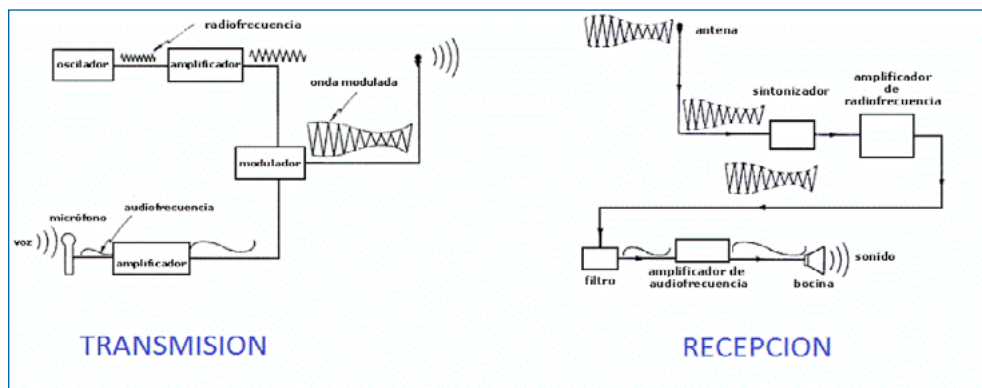 radiofrecuencia
oscilador
amplificador
onda modulada
modulador
audiofrecuencia
micrófono
voz
amplificador
TRANSMISION
antena
sintonizador
amplificador
de
radiofrecuencia
filtro
amplificador de
audiofrecuencia
bocina
sonido
RECEPCION